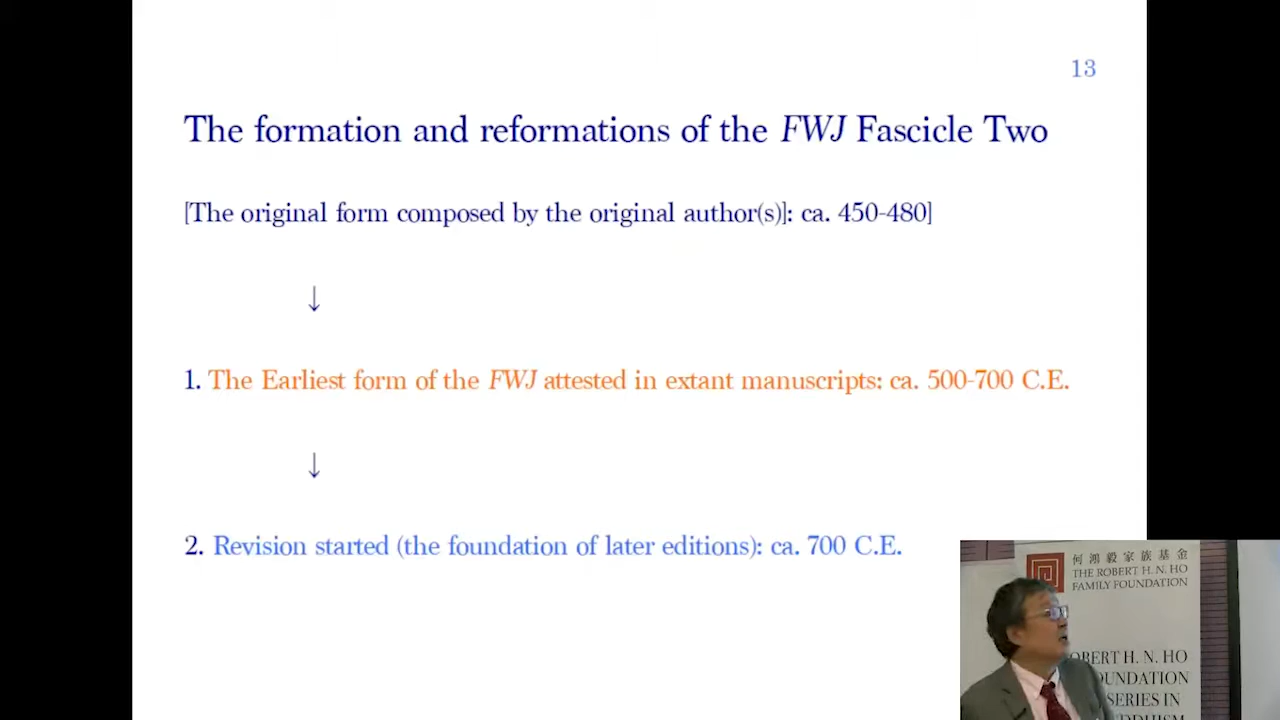 13
The formation and reformations of the FWJ Fascicle Two
[The original form composed by the original author(s)]: ca. 450-480]
↓
1. The Earliest form of the FWJ attested in extant manuscripts: ca. 500-700 C.E.
↓
2. Revision started (the foundation of later editions): ca. 700 C.E.
何鴻毅家族基金
THE ROBERT H. N. HO
FAMILY FOUNDATION
OBERT H. N. HO
OUNDATION
SERIES IN